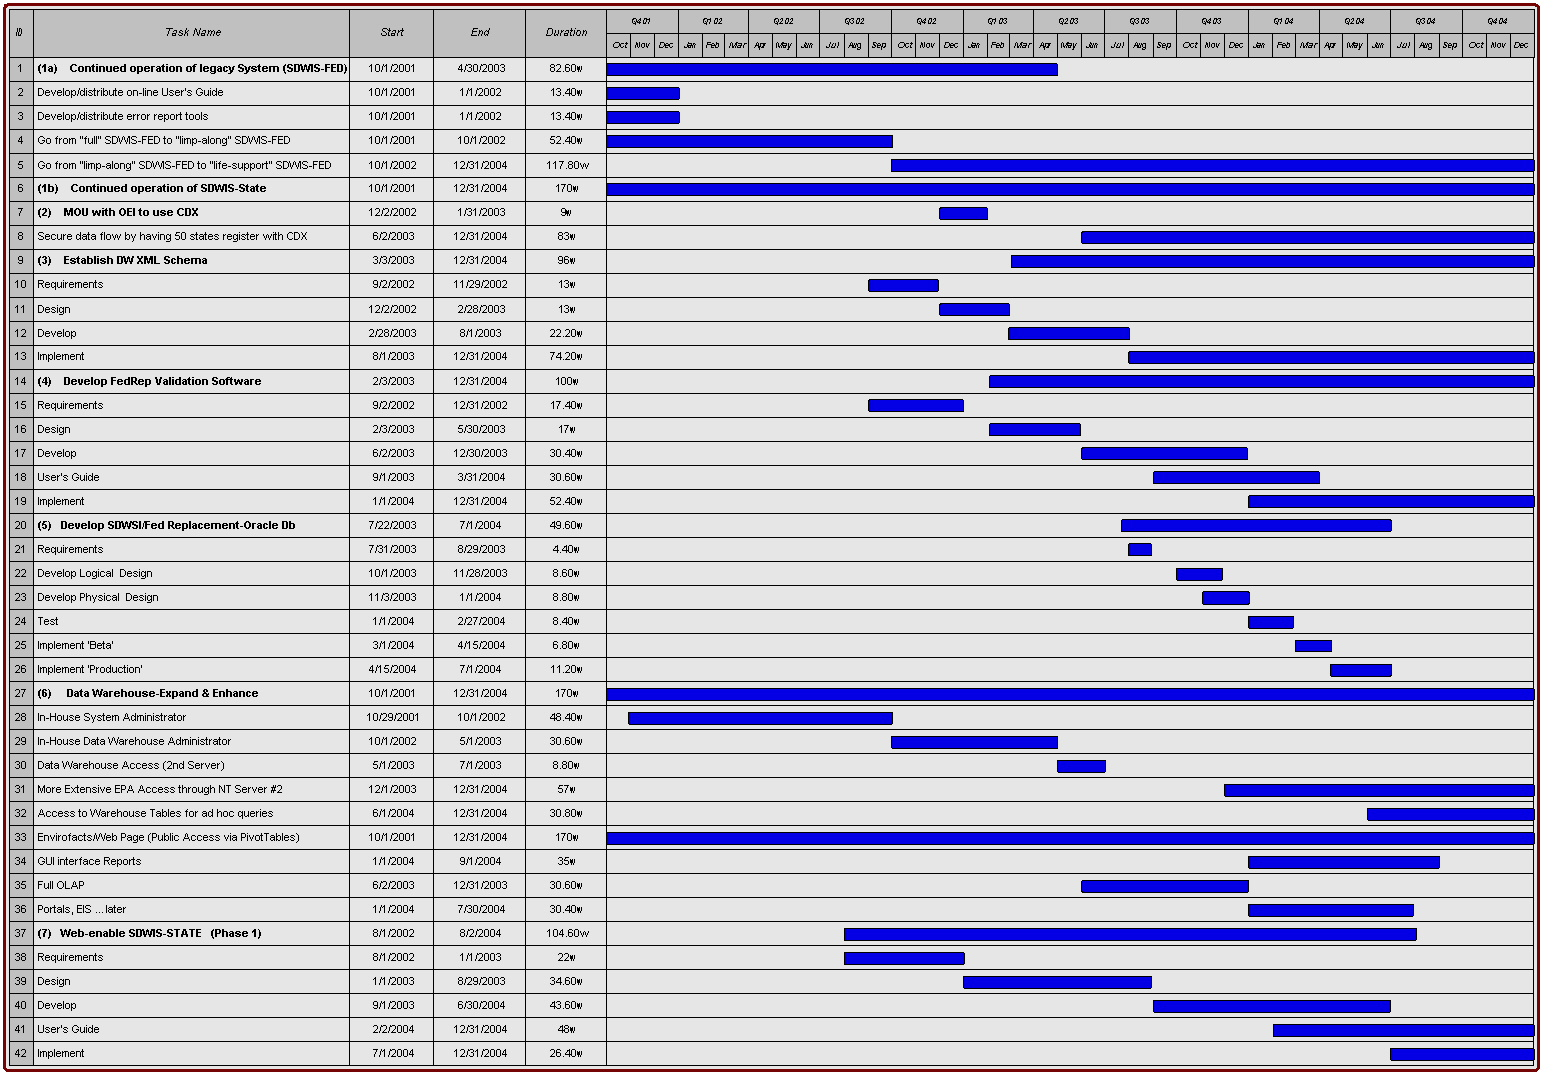 ID Task Name Start End Duration Q4 01 Q1 02 Q2 02 Q3 02 Q4 02 Q1 03 Q2 03 Q3 03 Q4 03 Q1 04 Q2 04 Q3 04 Q4 04
Oct Nov Dec Jan Feb Mar Apr May Jun Jul Aug Sep Oct Nov Dec Jan Feb Mar Apr May Jun Jul Aug Sep Oct Nov Dec Jan Feb Mar Apr May Jun Jul Aug Sep Oct Nov Dec
1 (1a) Continued operation of legacy System (SDWIS-FED) 10/1/2001 4/30/2003 82.60w
2 Develop/distribute on-line User's Guide 10/1/2001 1/1/2002 13.40w
3 Develop/distribute error report tools 10/1/2001 1/1/2002 13.40w
4 Go from "full" SDWIS-FED to "limp-along" SDWIS-FED 10/1/2001 10/1/2002 52.40w
5 Go from "limp-along" SDWIS-FED to "life-support" SDWIS-FED 10/1/2002 12/31/2004 117.80w
6 (1b) Continued operation of SDWIS-State 10/1/2001 12/31/2004 170w
7 (2) MOU with OEI to use CDX 12/2/2002 1/31/2003 9w
8 Secure data flow by having 50 states register with CDX 6/2/2003 12/31/2004 83w
9 (3) Establish DW XML Schema 3/3/2003 12/31/2004 96w
10 Requirements 9/2/2002 11/29/2002 13w
11 Design 12/2/2002 2/28/2003 13w
12 Develop 2/28/2003 8/1/2003 22.20w
13 Implement 8/1/2003 12/31/2004 74.20w
14 (4) Develop FedRep Validation Software 2/3/2003 12/31/2004 100w
15 Requirements 9/2/2002 12/31/2002 17.40w
16 Design 2/3/2003 5/30/2003 17w
17 Develop 6/2/2003 12/30/2003 30.40w
18 User's Guide 9/1/2003 3/31/2004 30.60w
19 Implement 1/1/2004 12/31/2004 52.40w
20 (5) Develop SDWSI/Fed Replacement-Oracle Db 7/22/2003 7/1/2004 49.60w
21 Requirements 7/31/2003 8/29/2003 4.40w
22 Develop Logical Design 10/1/2003 11/28/2003 8.60w
23 Develop Physical Design 11/3/2003 1/1/2004 8.80w
24 Test 1/1/2004 2/27/2004 8.40w
25 Implement 'Beta' 3/1/2004 4/15/2004 6.80w
26 Implement 'Production' 4/15/2004 7/1/2004 11.20w
27 (6) Data Warehouse-Expand & Enhance 10/1/2001 12/31/2004 170w
28 In-House System Administrator 10/29/2001 10/1/2002 48.40w
29 In-House Data Warehouse Administrator 10/1/2002 5/1/2003 30.60w
30 Data Warehouse Access (2nd Server) 5/1/2003 7/1/2003 8.80w
31 More Extensive EPA Access through NT Server #2 12/1/2003 12/31/2004 57w
32 Access to Warehouse Tables for ad hoc queries 6/1/2004 12/31/2004 30.80w
33 Envirofacts/Web Page (Public Access via PivotTables) 10/1/2001 12/31/2004 170w
34 GUI interface Reports 1/1/2004 9/1/2004 35w
35 Full OLAP 6/2/2003 12/31/2003 30.60w
36 Portals, EIS ... later 1/1/2004 7/30/2004 30.40w
37 (7) Web-enable SDWIS-STATE (Phase 1) 8/1/2002 8/2/2004 104.60w
38 Requirements 8/1/2002 1/1/2003 22w
39 Design 1/1/2003 8/29/2003 34.60w
40 Develop 9/1/2003 6/30/2004 43.60w
41 User's Guide 2/2/2004 12/31/2004 48w
42 Implement 7/1/2004 12/31/2004 26.40w